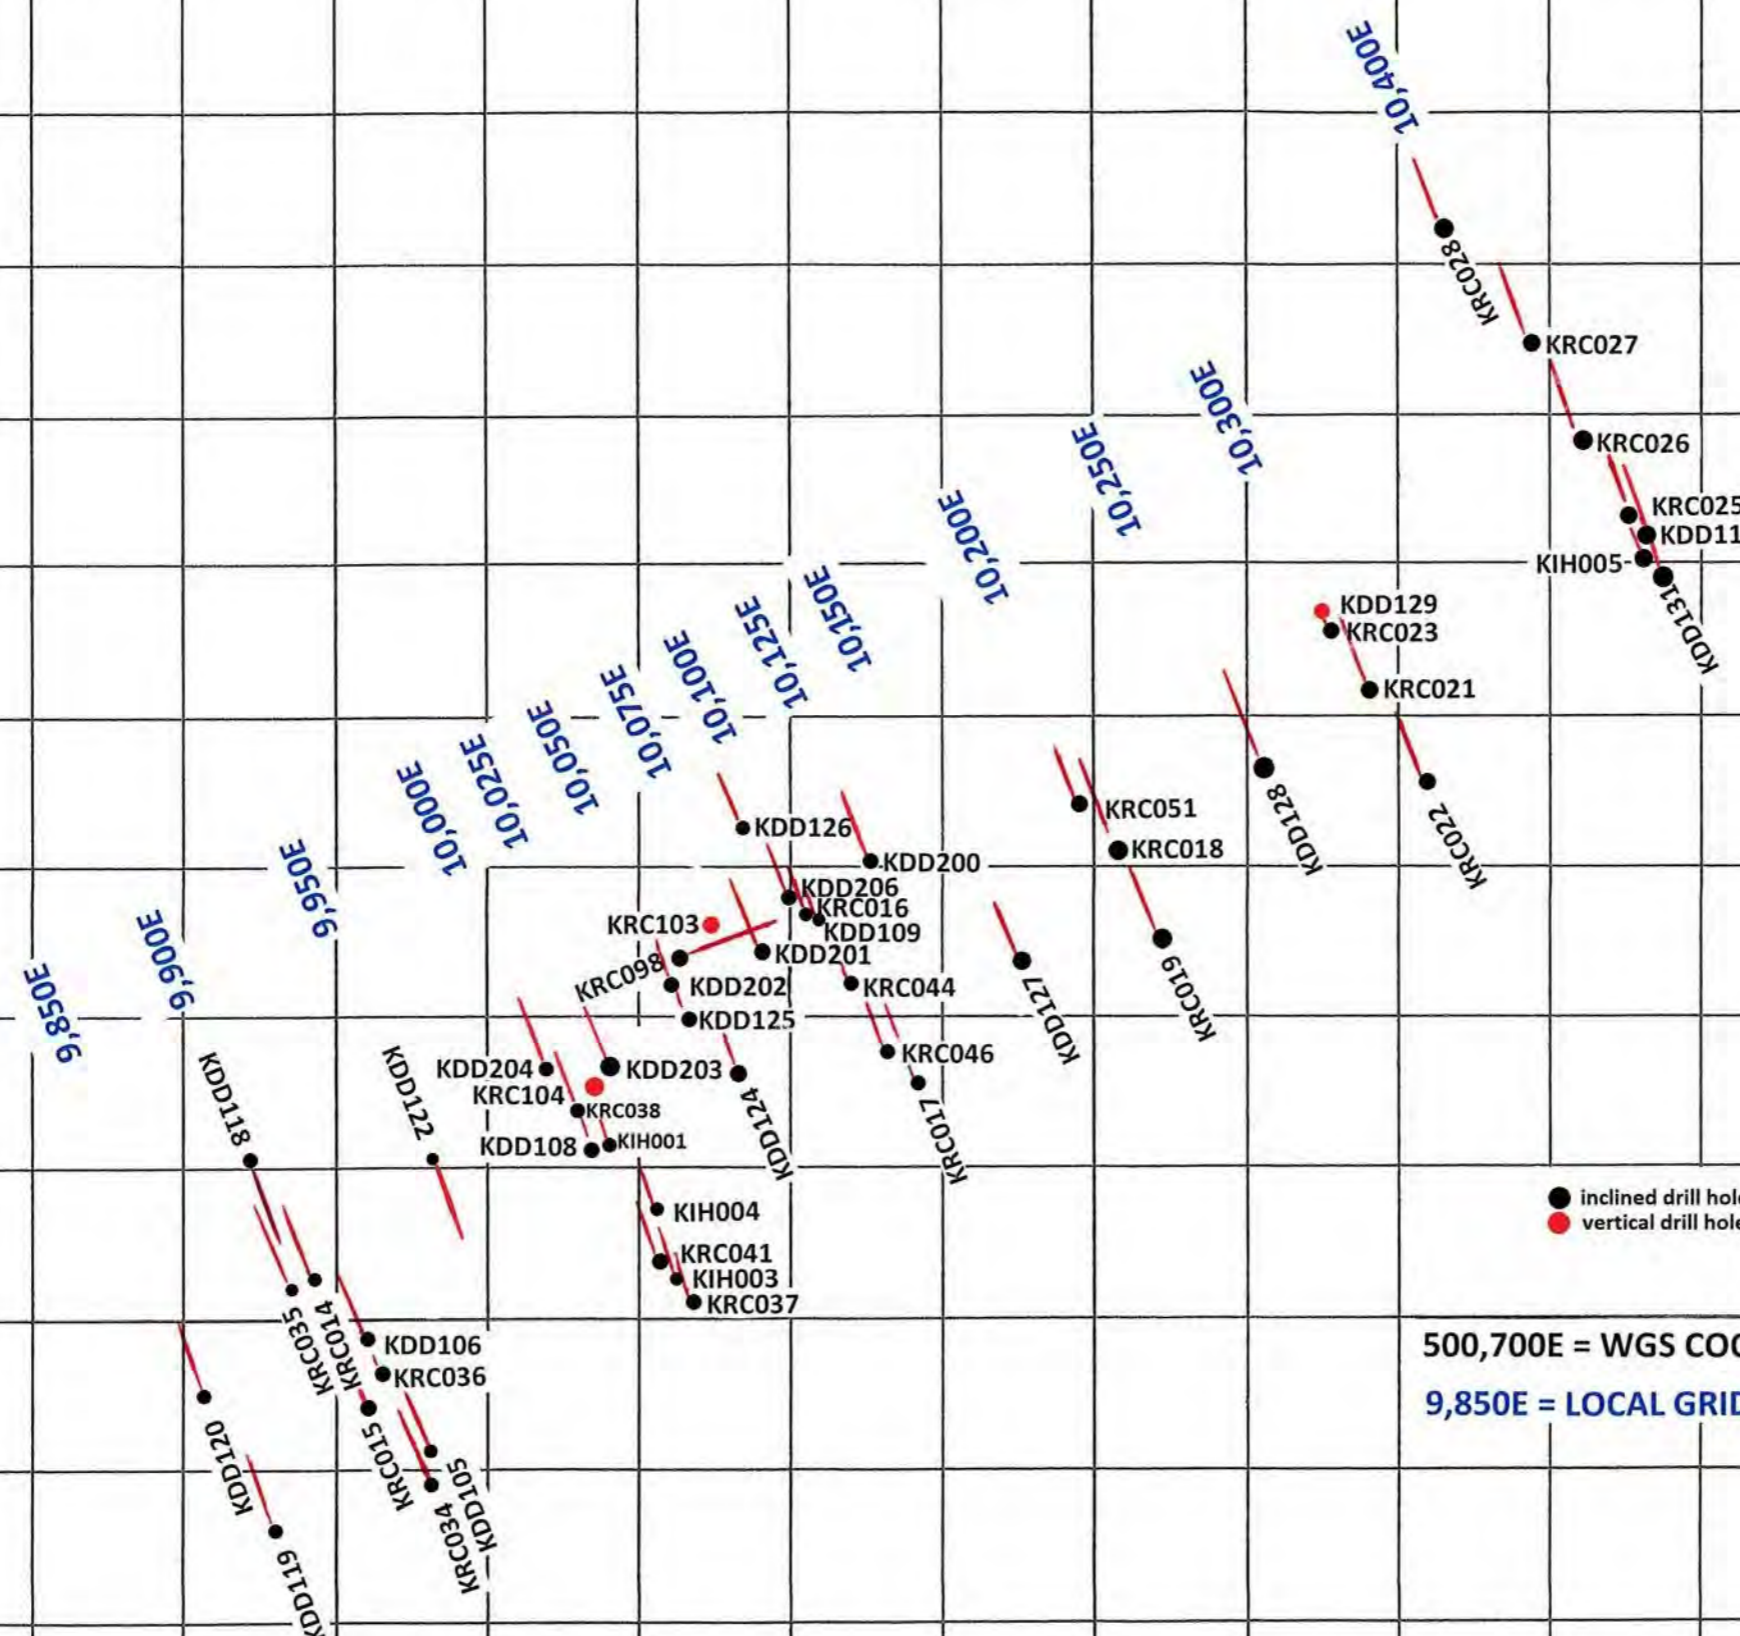 10,400E
KRC028
KRC027
10,300E
KRC026
10,250E
KRC025
10,200E
KDD11
KIH005
KDD131
10,150E
KDD129
KRC023
10,125E
10,100E
KRC021
10,075E
10,050E
10,025E
10,000E
KDD128
KRC022
KRC051
KDD126
KRC018
KDD200
9,950E
KDD206
KRC016
9,900E
KRC103
KDD109
KDD201
KRC098
KDD202
KRC044
9,850E
KDD127
KRC019
KDD125
KRC046
KDD118
KDD122
KDD204
KDD203
KRC104
KRC038
KDD124
KRC017
KDD108
KIH001
inclined drill hole
KIH004
vertical drill hole
KRC041
KIH003
KRC037
KRC035
KRC014
KDD106
500,700E = WGS COO
KRC036
9,850E = LOCAL GRID
KDD120
KRC015
KDD105
KRC034
KDD119